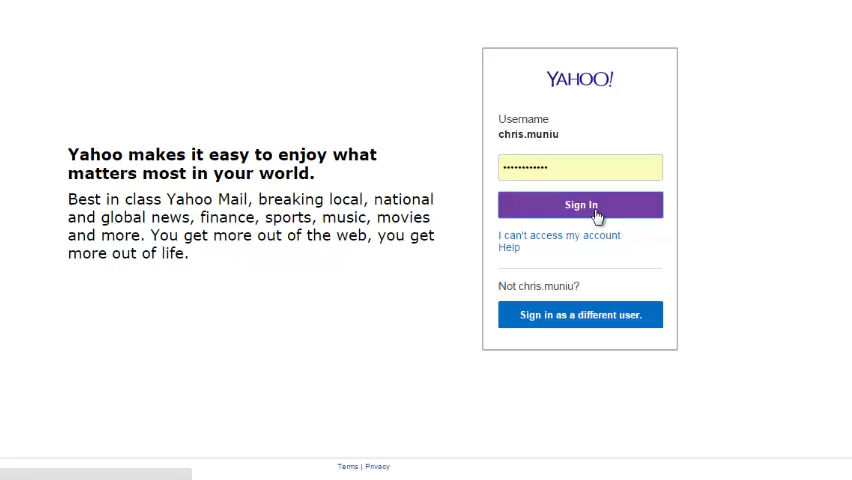 Yahoo makes it easy to enjoy what
matters most in your world.
Best in class Yahoo Mail, breaking local, national
and global news, finance, sports, music, movies
and more. You get more out of the web, you get
more out of life.
YAHOO!
Username
chris.muniu
••••••••••••
Sign In
I can't access my account
Help
Not chris.muniu?
Sign in as a different user.
Terms | Privacy